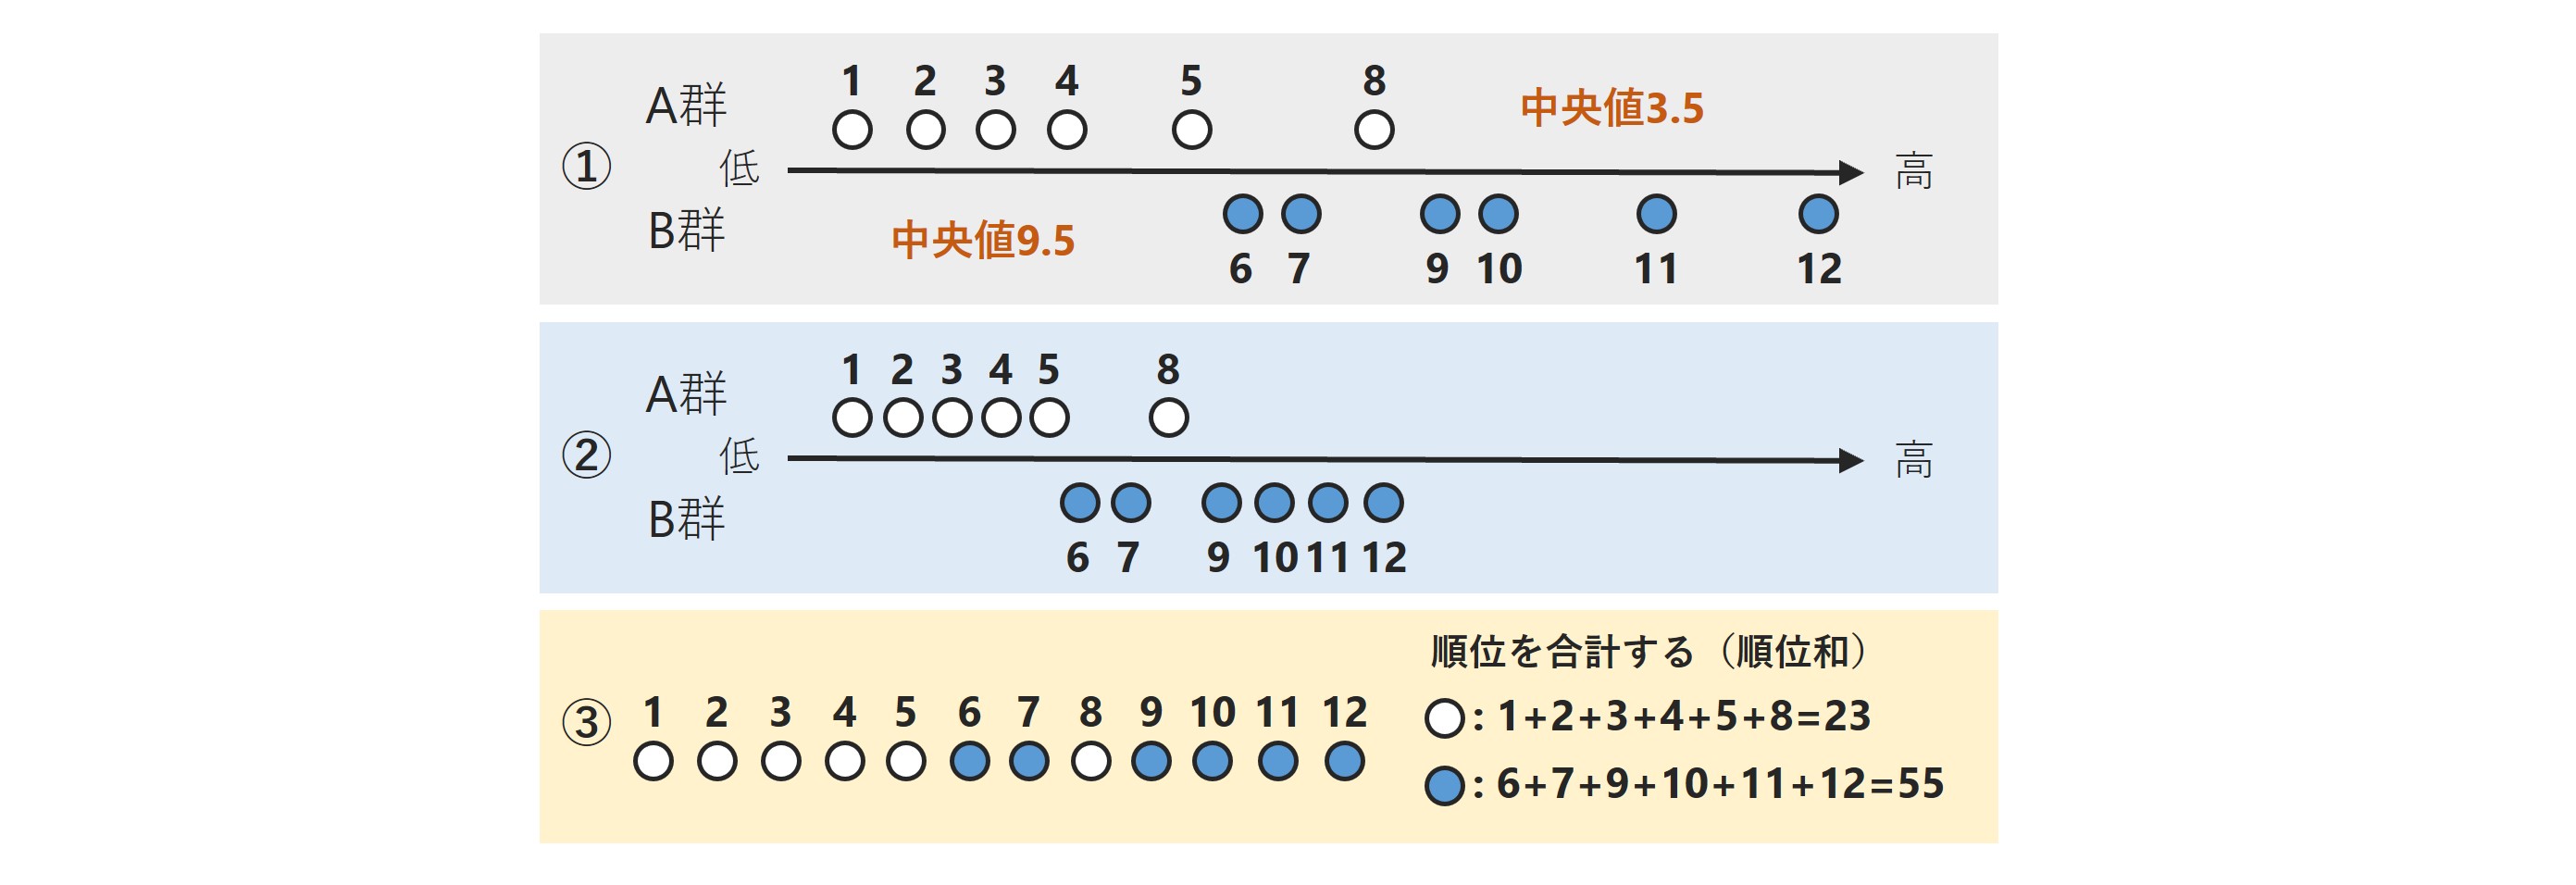 1 2 3 4 5 8
A群
中央値3.5
① 低 高
B群
中央値9.5
6 7 9 10 11 12
1 2 3 4 5 8
A群
② 低 高
B群
6 7 9 10 11 12
順位を合計する（順位和）
③ 1 2 3 4 5 6 7 8 9 10 11 12
: 1+2+3+4+5+8=23
: 6+7+9+10+11+12=55